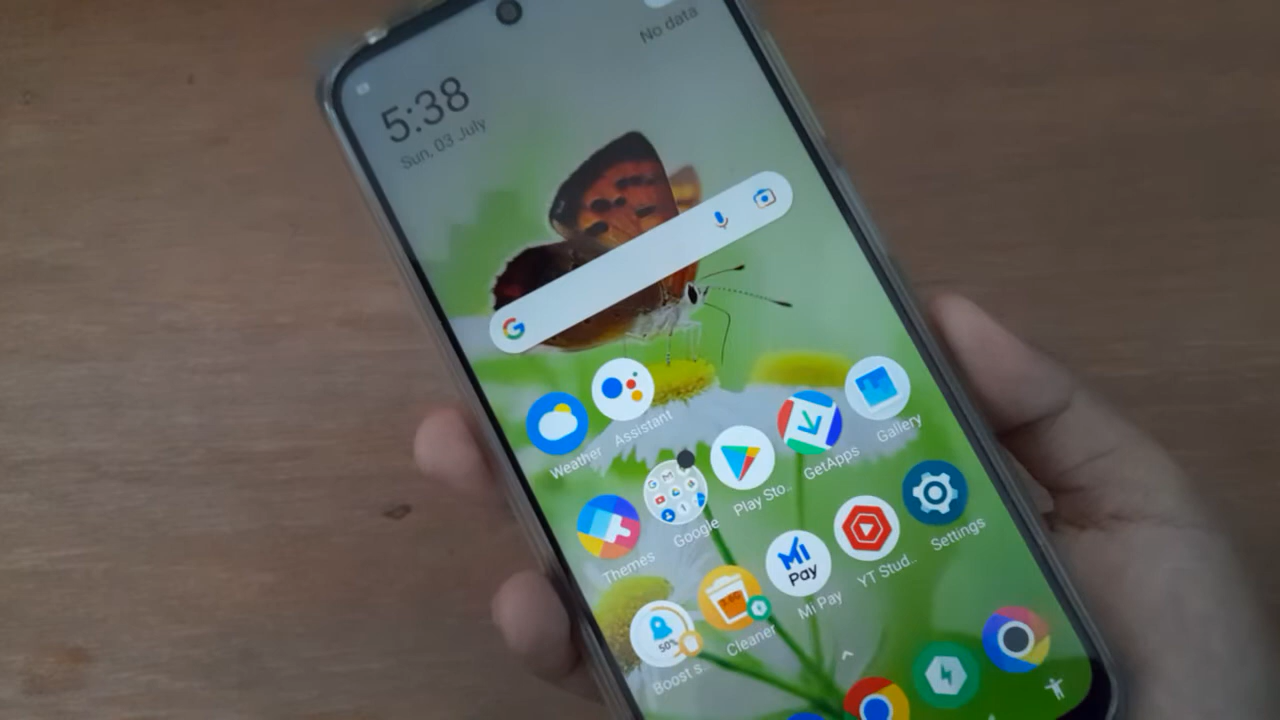 No data
5:38
Sun, 03 July
G
Weather
Assistant
Themes
Google
Play Sto..
GetApps
Gallery
50%
Boost s..
Cleaner
Mi
Pay
Mi Pay
YT Stud..
Settings